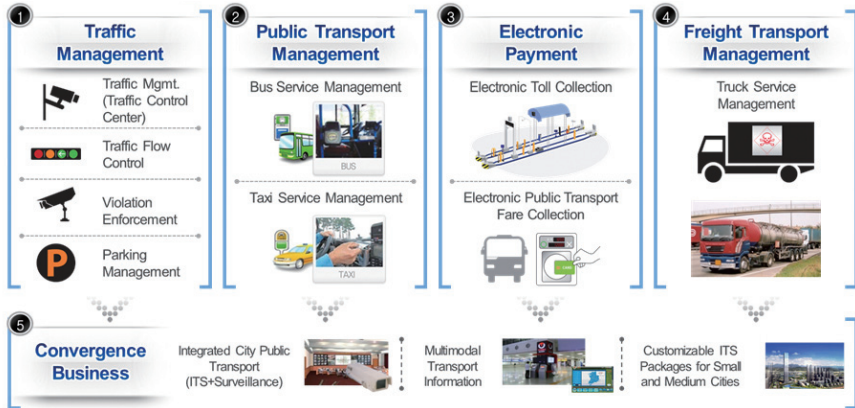 1
Traffic
Management
Traffic Mgmt.
(Traffic Control
Center)
Traffic Flow
Control
Violation
Enforcement
P
Parking
Management
2
Public Transport
Management
Bus Service Management
BUS
Taxi Service Management
TAXI
3
Electronic
Payment
Electronic Toll Collection
Electronic Public Transport
Fare Collection
4
Freight Transport
Management
Truck Service
Management
5
Convergence
Business
Integrated City Public
Transport
(ITS+Surveillance)
Multimodal
Transport
Information
Customizable ITS
Packages for Small
and Medium Cities